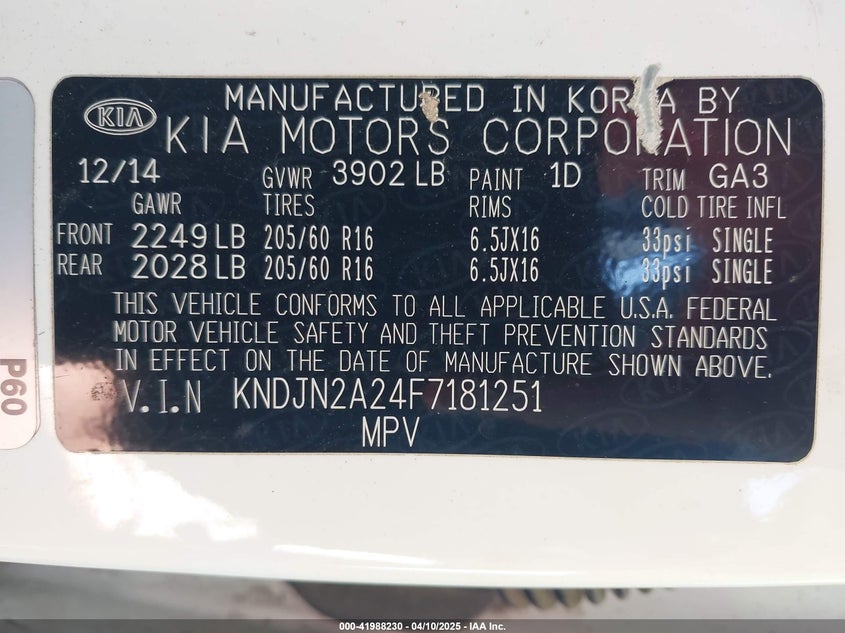 MANUFACTURED IN KOREA BY
KIA KIA MOTORS CORPORATION
12/14 GVWR 3902 LB PAINT 1D TRIM GA3
GAWR TIRES RIMS COLD TIRE INFL
FRONT 2249 LB 205/60 R16 6.5JX16 33psi SINGLE
REAR 2028 LB 205/60 R16 6.5JX16 33psi SINGLE
THIS VEHICLE CONFORMS TO ALL APPLICABLE U.S.A. FEDERAL
MOTOR VEHICLE SAFETY AND THEFT PREVENTION STANDARDS
IN EFFECT ON THE DATE OF MANUFACTURE SHOWN ABOVE.
V.I.N KNDJN2A24F7181251
MPV
P60
000-41988230 - 04/10/2025 - IAA Inc.